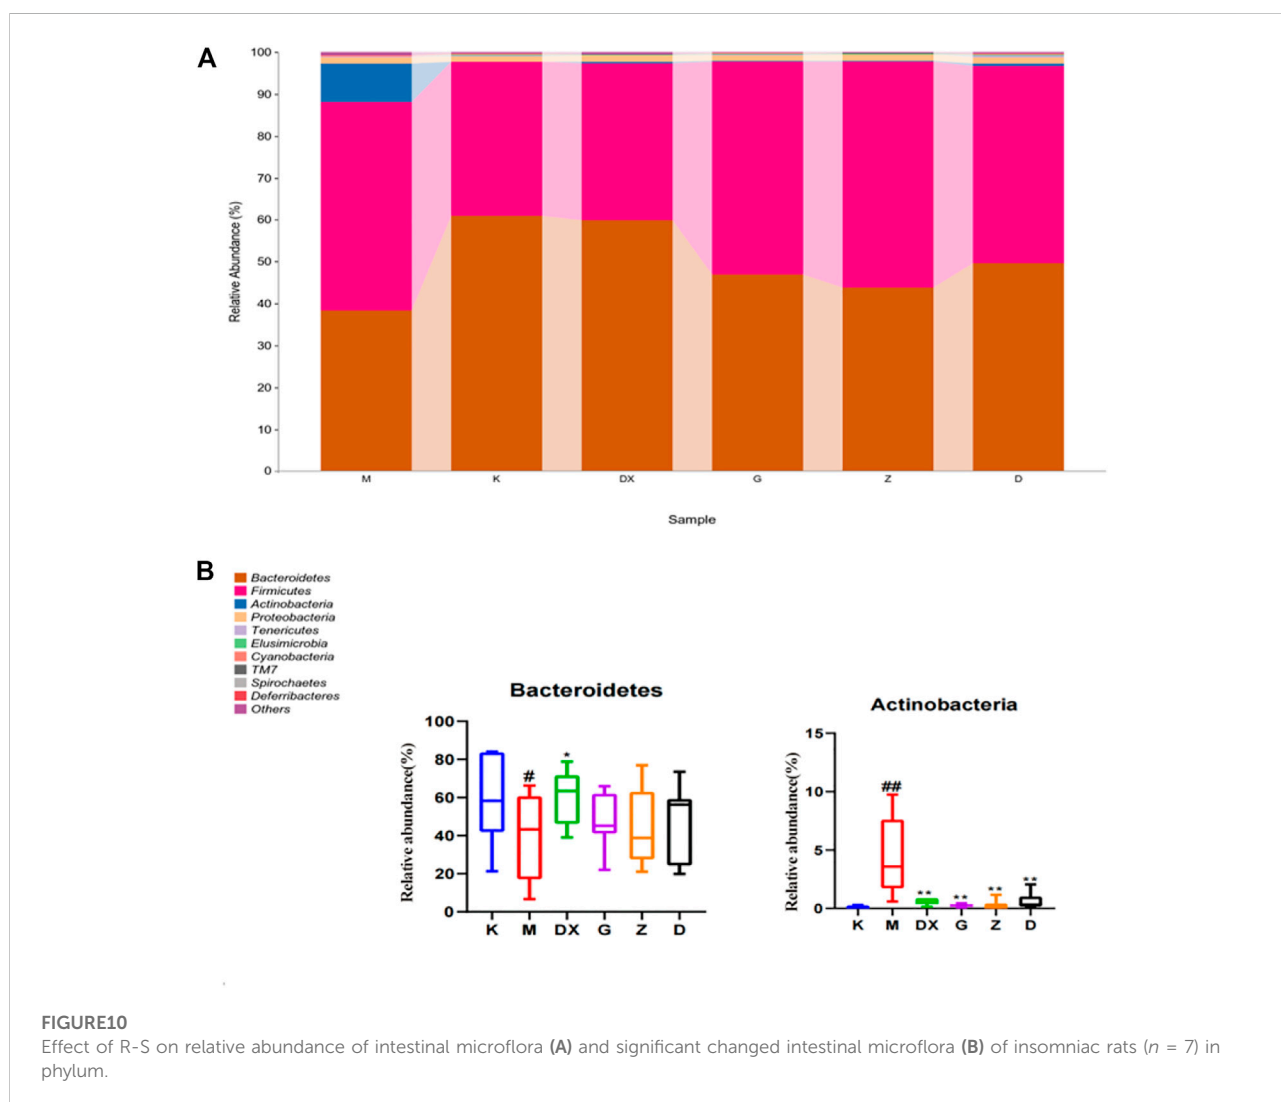 A
100
90
80
70
60
50
40
30
20
10
0
Relative Abundance (%)
M K DX G Z D
Sample
B
Bacteroidetes
Firmicutes
Actinobacteria
Proteobacteria
Tenericutes
Elusimicrobia
Cyanobacteria
TM7
Spirochaetes
Deferribacteres
Others
Bacteroidetes
100
80
60
40
20
0
Relative abundance(%)
# *
K M DX G Z D
Actinobacteria
15
10
5
0
Relative abundance(%)
## ** ** ** **
K M DX G Z D
FIGURE10
Effect of R-S on relative abundance of intestinal microflora (A) and significant changed intestinal microflora (B) of insomniac rats (n = 7) in
phylum.